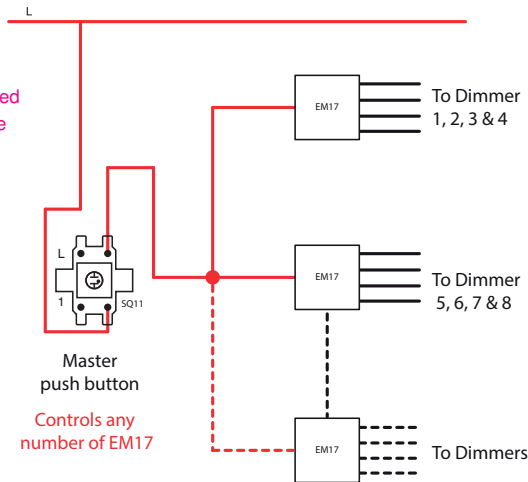 L
ed
e
EM17
To Dimmer
1, 2, 3 & 4
L
1
SQ11
EM17
To Dimmer
5, 6, 7 & 8
Master
push button
Controls any
number of EM17
EM17
To Dimmers